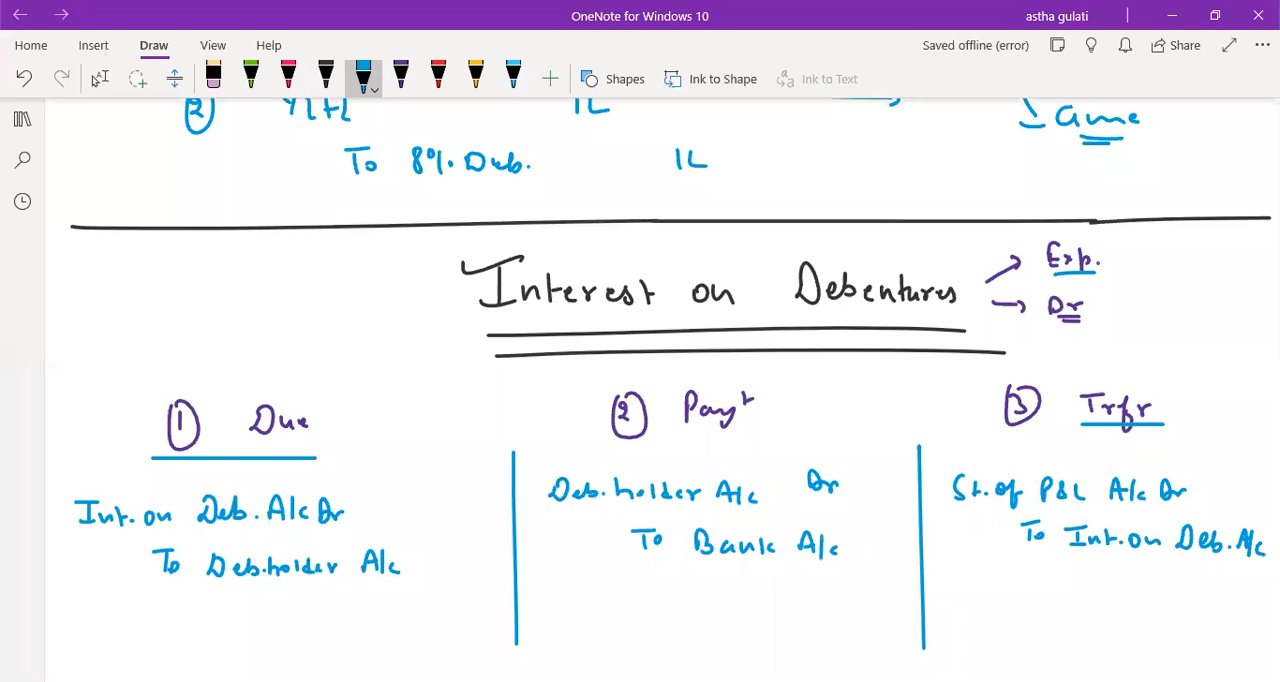 OneNote for Windows 10
astha gulati
Home Insert Draw View Help
Saved offline (error) Share
Shapes Ink to Shape Ink to Text
2 1L Same
To 8% Deb. 1L
Interest on Debentures
Exp.
Dr
1 Due
2 Payt
3 Trfr
Int. on Deb. A/c Dr
To Deb.holder A/c
Deb.holder A/c Dr
To Bank A/c
St. of P&L A/c Dr
To Int. on Deb. A/c